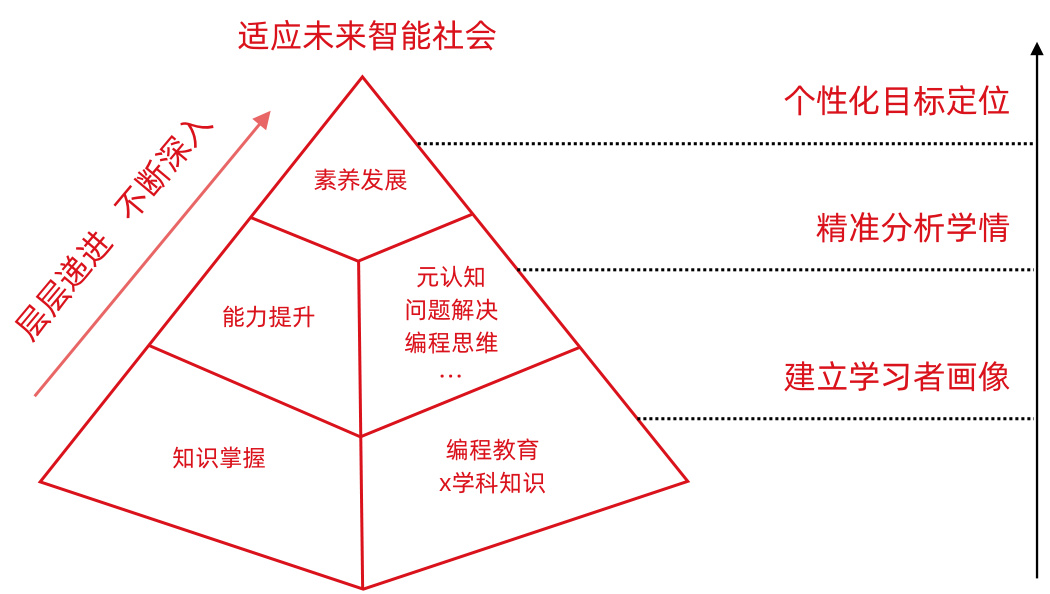 适应未来智能社会
个性化目标定位
层层递进 不断深入
素养发展
精准分析学情
元认知
问题解决
编程思维
…
能力提升
建立学习者画像
知识掌握
编程教育
x学科知识